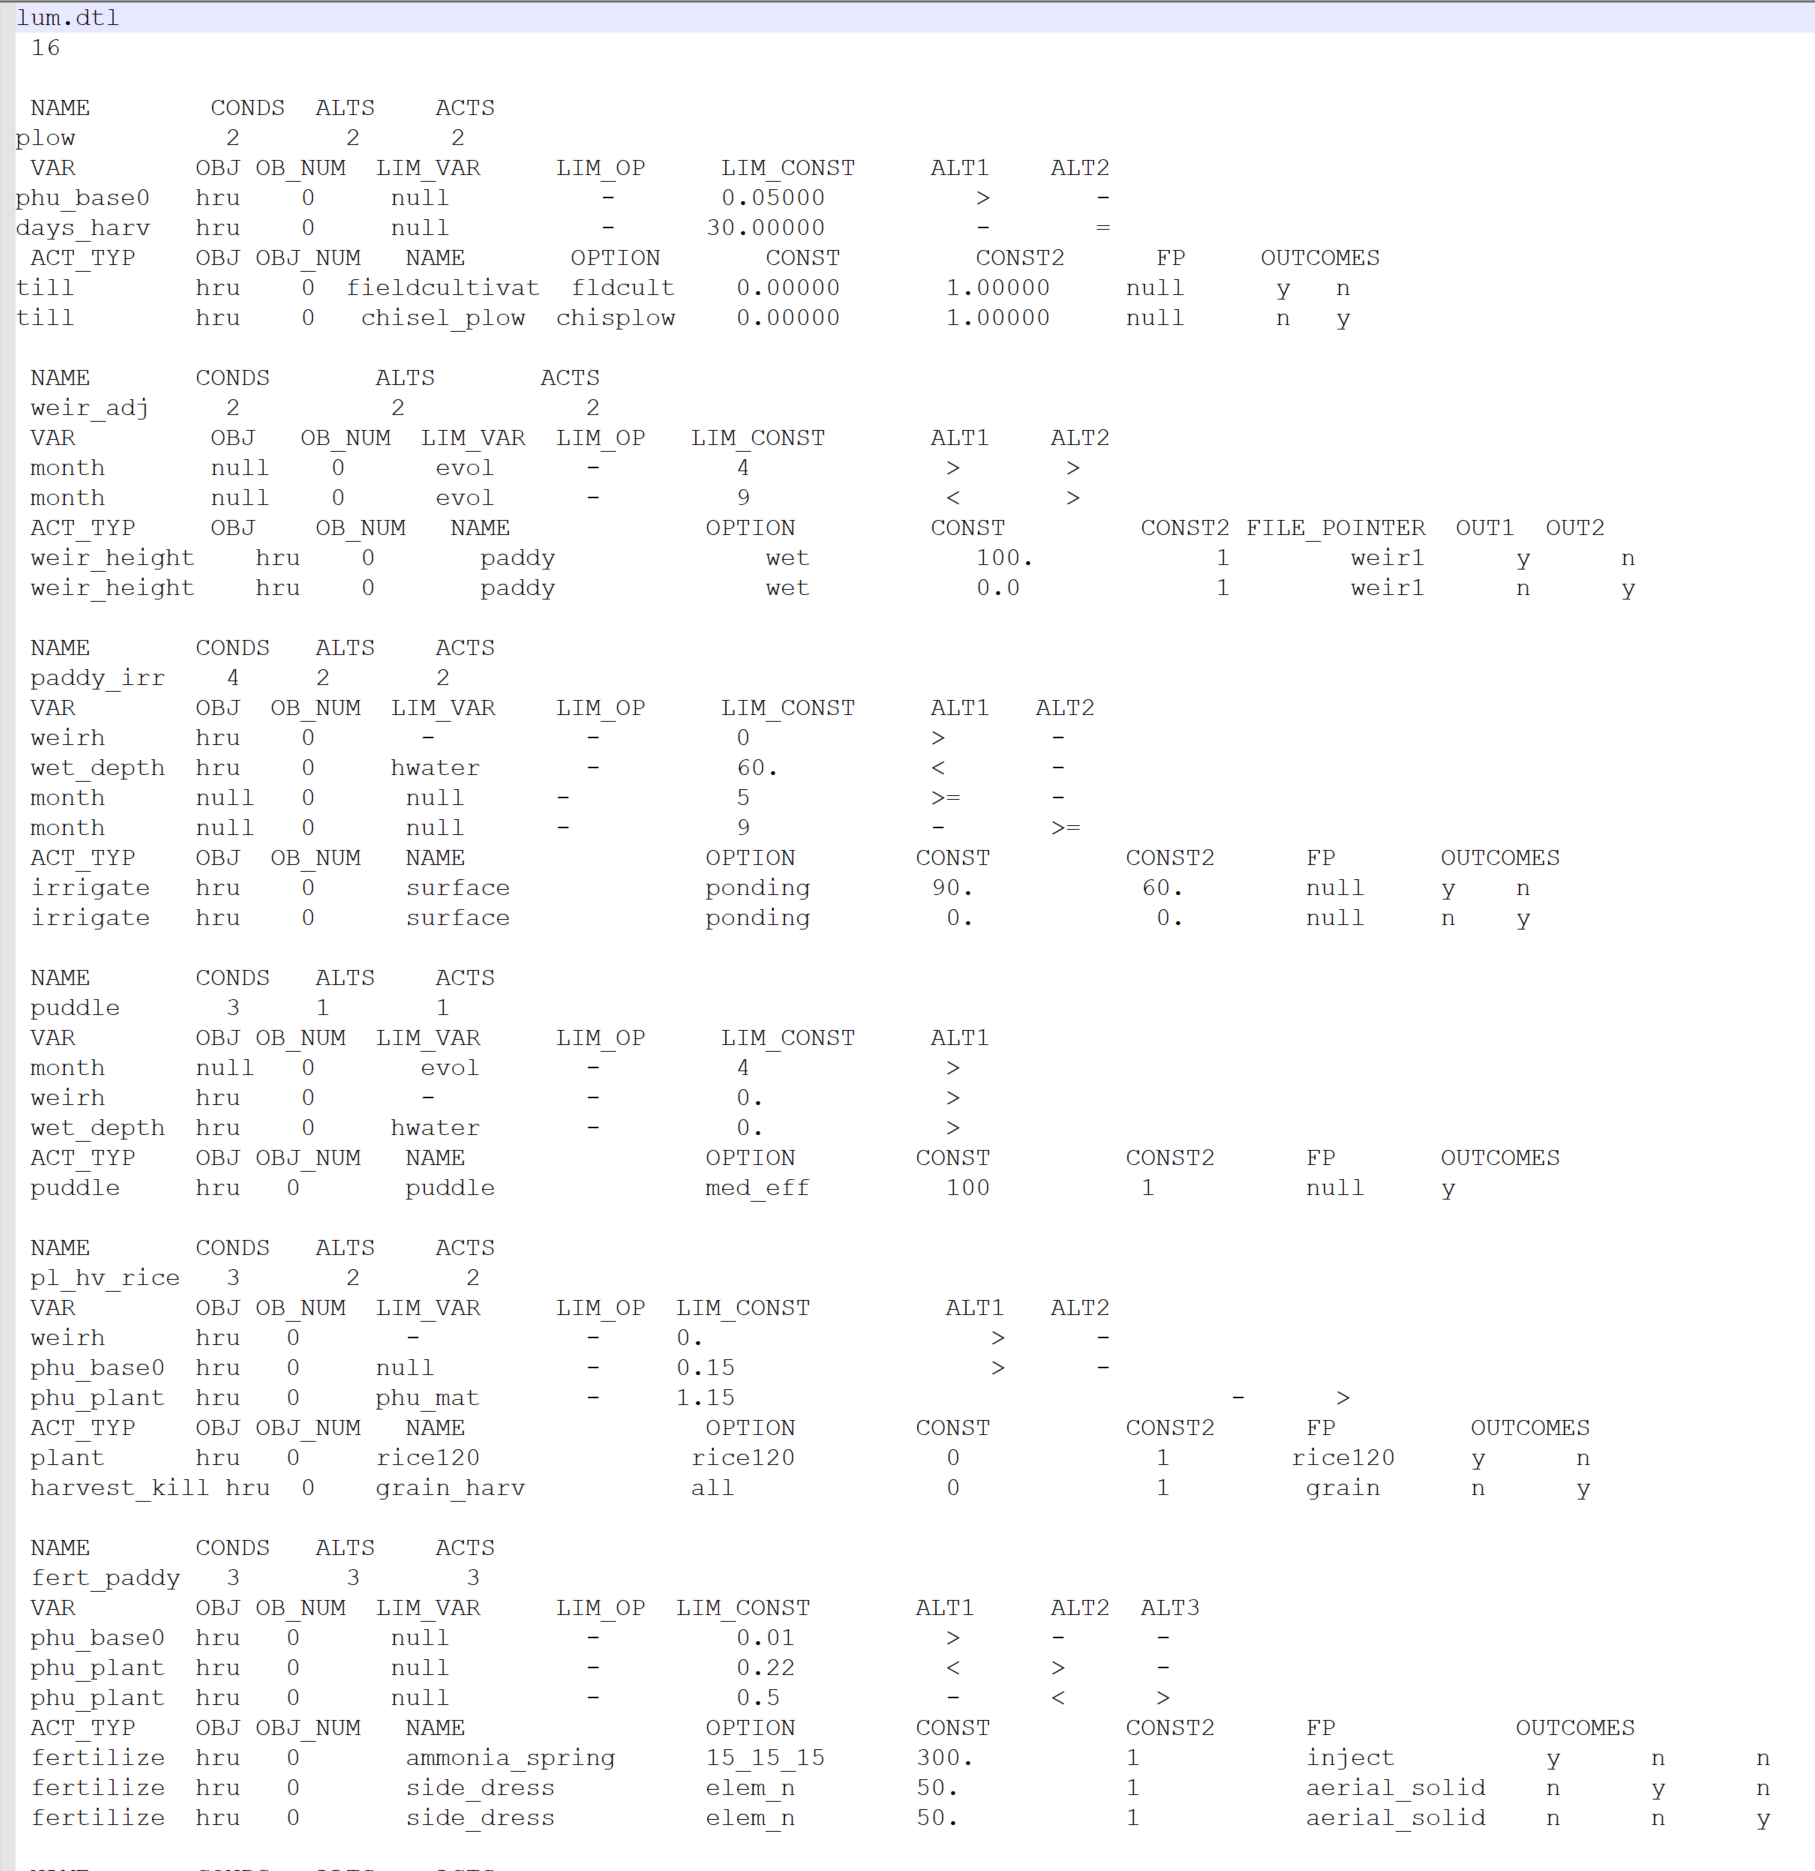 lum.dtl
16
NAME CONDS ALTS ACTS
plow 2 2 2
VAR OBJ OB_NUM LIM_VAR LIM_OP LIM_CONST ALT1 ALT2
phu_base0 hru 0 null - 0.05000 > -
days_harv hru 0 null - 30.00000 - =
ACT_TYP OBJ OBJ_NUM NAME OPTION CONST CONST2 FP OUTCOMES
till hru 0 fieldcultivat fldcult 0.00000 1.00000 null y n
till hru 0 chisel_plow chisplow 0.00000 1.00000 null n y
NAME CONDS ALTS ACTS
weir_adj 2 2 2
VAR OBJ OB_NUM LIM_VAR LIM_OP LIM_CONST ALT1 ALT2
month null 0 evol - 4 > >
month null 0 evol - 9 < >
ACT_TYP OBJ OB_NUM NAME OPTION CONST CONST2 FILE_POINTER OUT1 OUT2
weir_height hru 0 paddy wet 100. 1 weir1 y n
weir_height hru 0 paddy wet 0.0 1 weir1 n y
NAME CONDS ALTS ACTS
paddy_irr 4 2 2
VAR OBJ OB_NUM LIM_VAR LIM_OP LIM_CONST ALT1 ALT2
weirh hru 0 - - 0 > -
wet_depth hru 0 hwater - 60. < -
month null 0 null - 5 >= -
month null 0 null - 9 - >=
ACT_TYP OBJ OB_NUM NAME OPTION CONST CONST2 FP OUTCOMES
irrigate hru 0 surface ponding 90. 60. null y n
irrigate hru 0 surface ponding 0. 0. null n y
NAME CONDS ALTS ACTS
puddle 3 1 1
VAR OBJ OB_NUM LIM_VAR LIM_OP LIM_CONST ALT1
month null 0 evol - 4 >
weirh hru 0 - - 0. >
wet_depth hru 0 hwater - 0. >
ACT_TYP OBJ OBJ_NUM NAME OPTION CONST CONST2 FP OUTCOMES
puddle hru 0 puddle med_eff 100 1 null y
NAME CONDS ALTS ACTS
pl_hv_rice 3 2 2
VAR OBJ OB_NUM LIM_VAR LIM_OP LIM_CONST ALT1 ALT2
weirh hru 0 - - 0. > -
phu_base0 hru 0 null - 0.15 > -
phu_plant hru 0 phu_mat - 1.15 - >
ACT_TYP OBJ OBJ_NUM NAME OPTION CONST CONST2 FP OUTCOMES
plant hru 0 rice120 rice120 0 1 rice120 y n
harvest_kill hru 0 grain_harv all 0 1 grain n y
NAME CONDS ALTS ACTS
fert_paddy 3 3 3
VAR OBJ OB_NUM LIM_VAR LIM_OP LIM_CONST ALT1 ALT2 ALT3
phu_base0 hru 0 null - 0.01 > - -
phu_plant hru 0 null - 0.22 < > -
phu_plant hru 0 null - 0.5 - < >
ACT_TYP OBJ OBJ_NUM NAME OPTION CONST CONST2 FP OUTCOMES
fertilize hru 0 ammonia_spring 15_15_15 300. 1 inject y n n
fertilize hru 0 side_dress elem_n 50. 1 aerial_solid n y n
fertilize hru 0 side_dress elem_n 50. 1 aerial_solid n n y